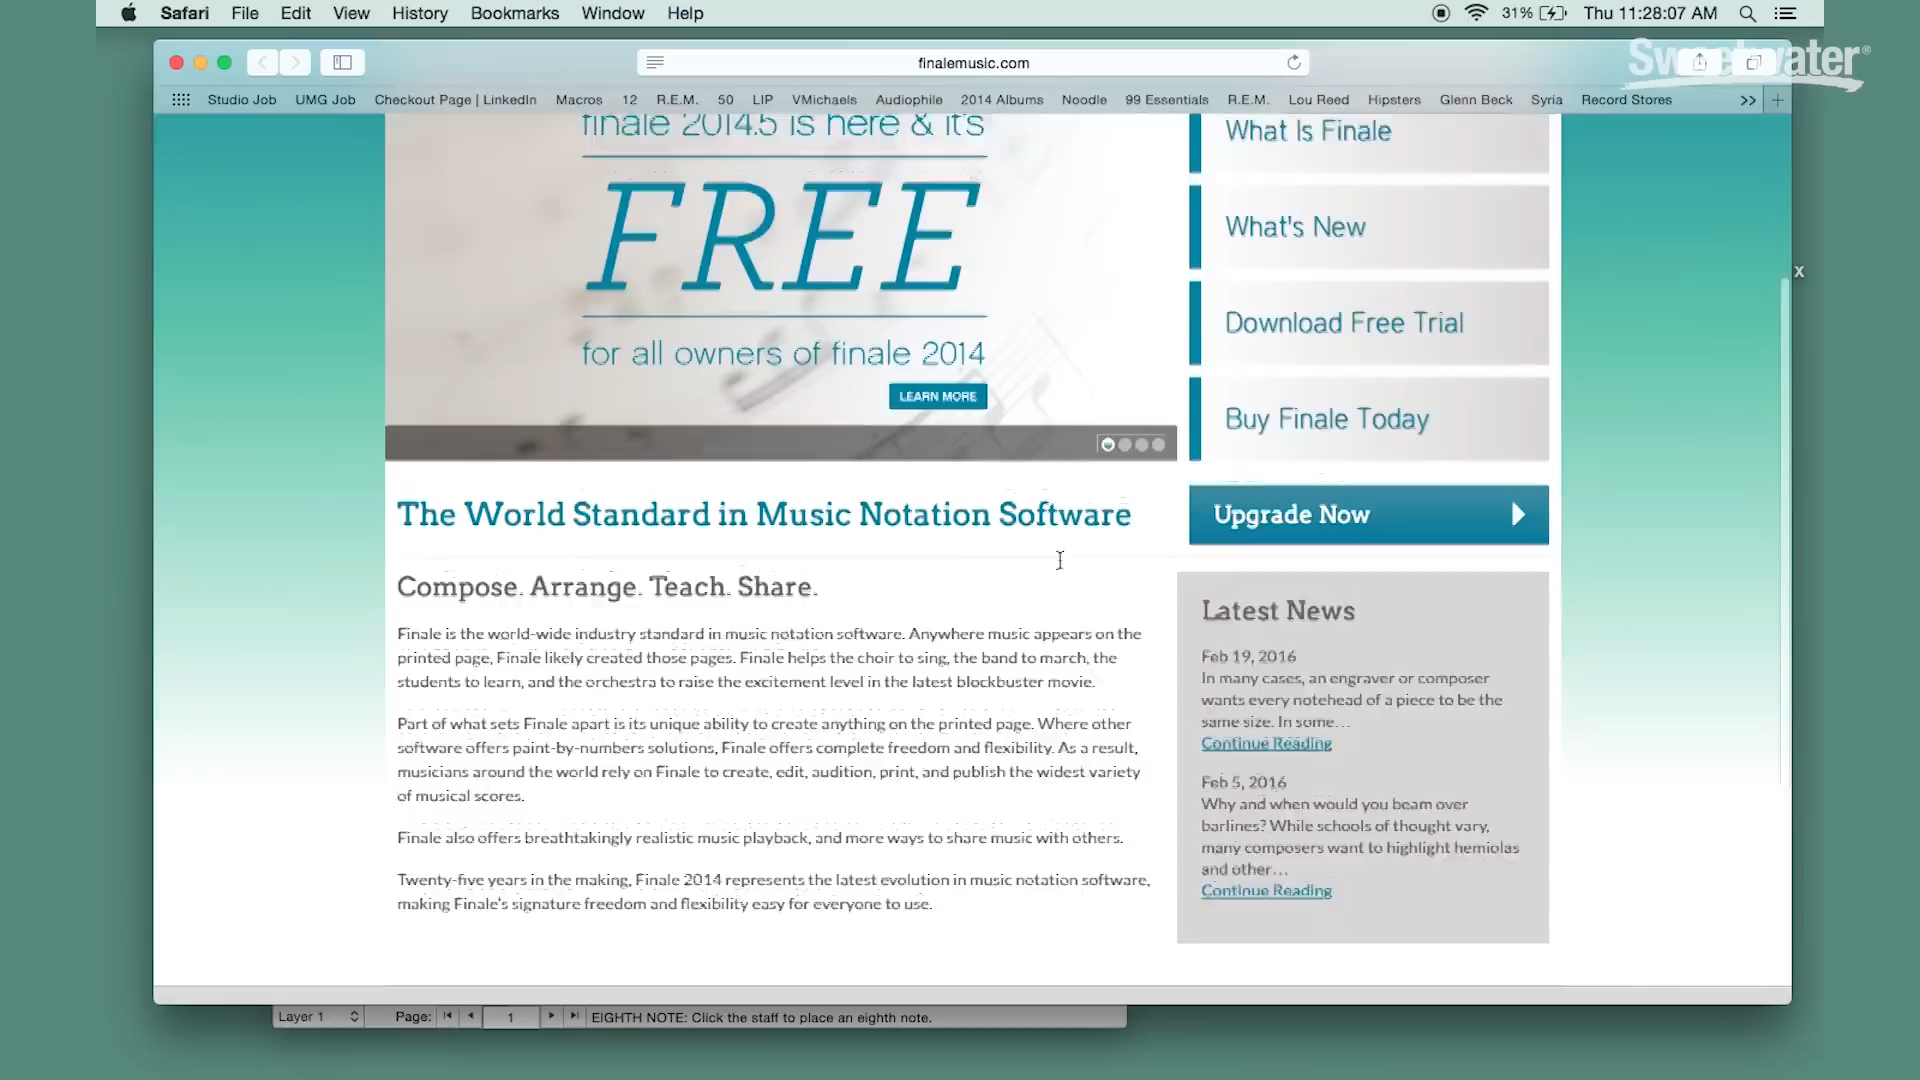 Safari File Edit View History Bookmarks Window Help 31% Thu 11:28:07 AM
Sweetwater®
finalemusic.com
Studio Job UMG Job Checkout Page | LinkedIn Macros 12 R.E.M. 50 LIP VMichaels Audiophile 2014 Albums Noodle 99 Essentials R.E.M. Lou Reed Hipsters Glenn Beck Syria Record Stores >> +
finale 2014.5 is here & it's
FREE
for all owners of finale 2014
LEARN MORE
What Is Finale
What's New
x
Download Free Trial
Buy Finale Today
Upgrade Now
The World Standard in Music Notation Software
Compose. Arrange. Teach. Share.
Finale is the world-wide industry standard in music notation software. Anywhere music appears on the
printed page, Finale likely created those pages. Finale helps the choir to sing, the band to march, the
students to learn, and the orchestra to raise the excitement level in the latest blockbuster movie.
Part of what sets Finale apart is its unique ability to create anything on the printed page. Where other
software offers paint-by-numbers solutions, Finale offers complete freedom and flexibility. As a result,
musicians around the world rely on Finale to create, edit, audition, print, and publish the widest variety
of musical scores.
Finale also offers breathtakingly realistic music playback, and more ways to share music with others.
Twenty-five years in the making, Finale 2014 represents the latest evolution in music notation software,
making Finale's signature freedom and flexibility easy for everyone to use.
Latest News
Feb 19, 2016
In many cases, an engraver or composer
wants every notehead of a piece to be the
same size. In some...
Continue Reading
Feb 5, 2016
Why and when would you beam over
barlines? While schools of thought vary,
many composers want to highlight hemiolas
and other...
Continue Reading
Layer 1 Page: 1 EIGHTH NOTE: Click the staff to place an eighth note.